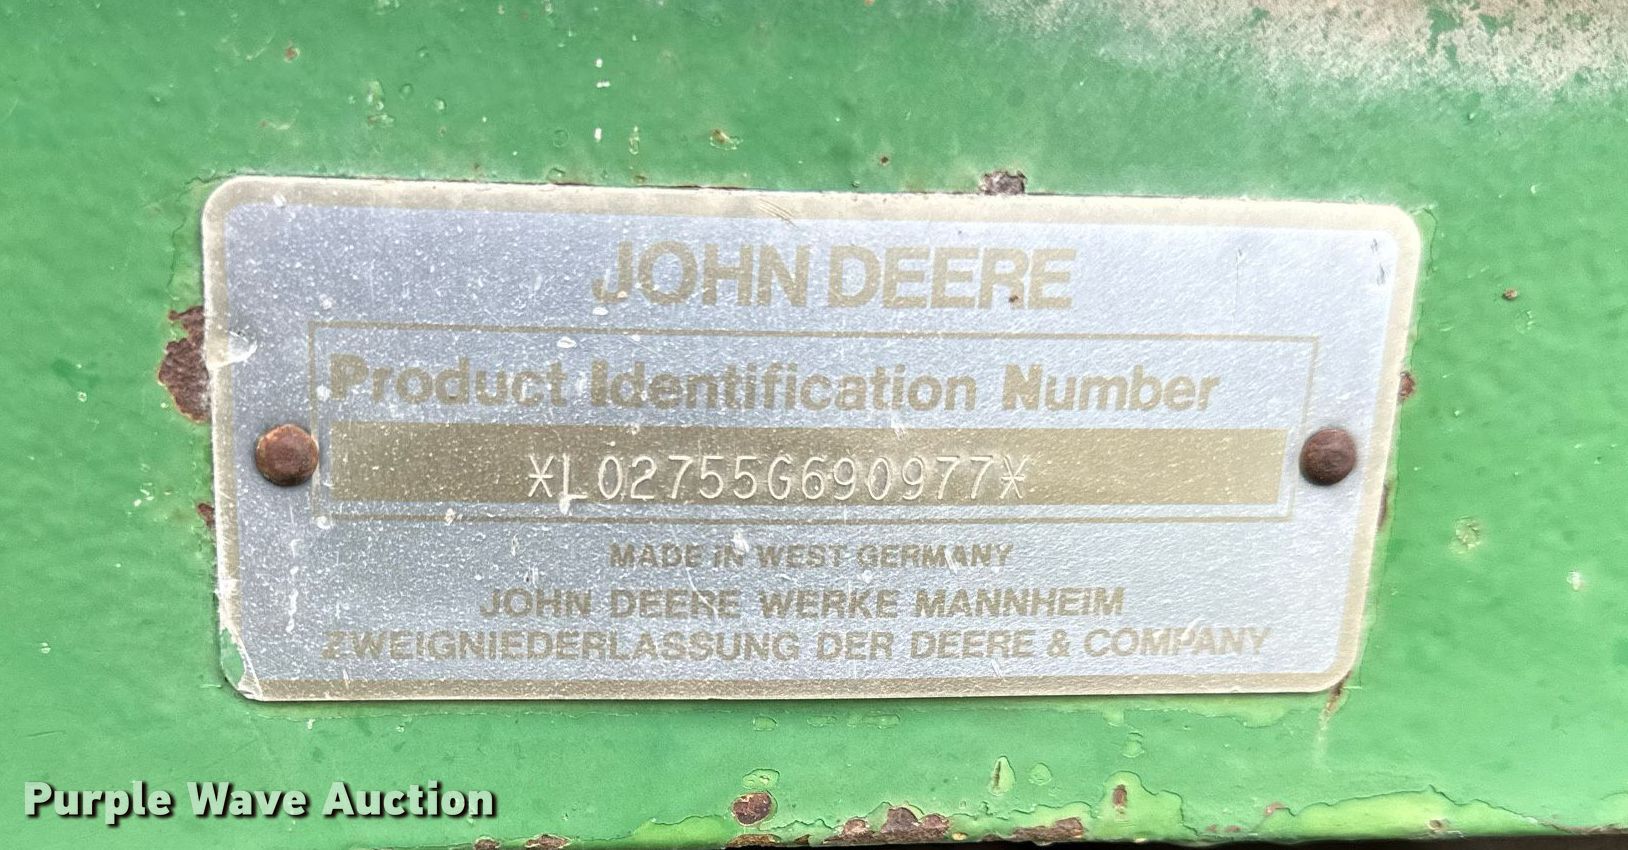 JOHN DEERE
Product Identification Number
*L02755G690977*
MADE IN WEST GERMANY
JOHN DEERE WERKE MANNHEIM
ZWEIGNIEDERLASSUNG DER DEERE & COMPANY
Purple Wave Auction